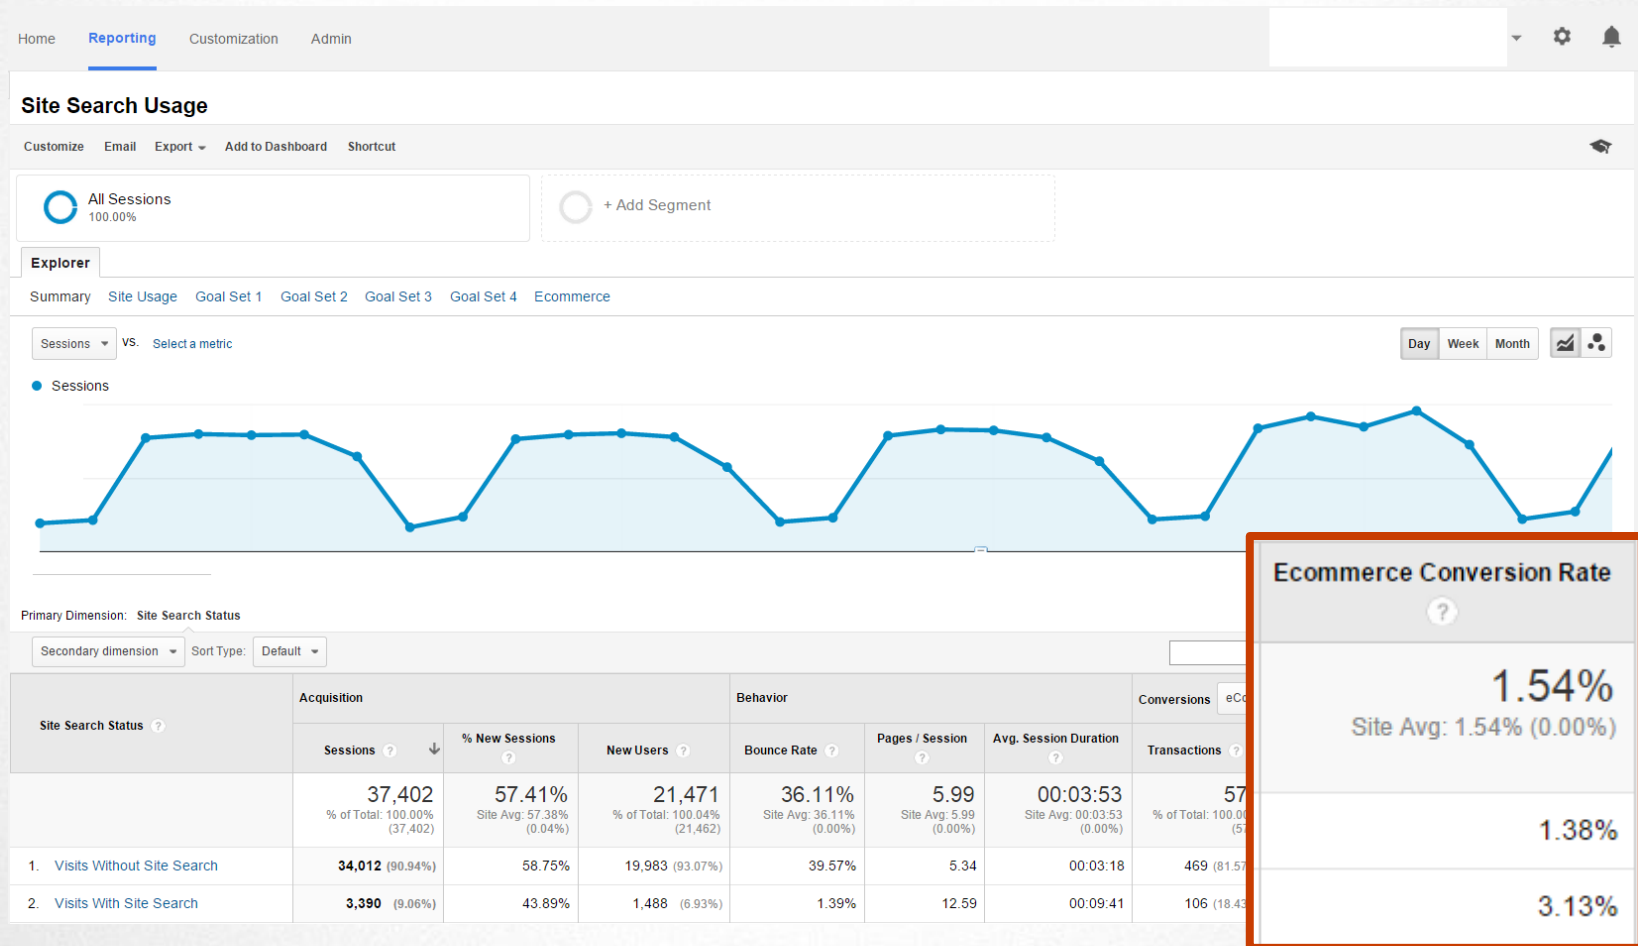 Home Reporting Customization Admin
Site Search Usage
Customize Email Export Add to Dashboard Shortcut
All Sessions
100.00%
+ Add Segment
Explorer
Summary Site Usage Goal Set 1 Goal Set 2 Goal Set 3 Goal Set 4 Ecommerce
Sessions VS. Select a metric Day Week Month
Sessions
Primary Dimension: Site Search Status
Secondary dimension Sort Type: Default
Site Search Status ? Acquisition Behavior Conversions
Sessions ? % New Sessions ? New Users ? Bounce Rate ? Pages / Session ? Avg. Session Duration ? Transactions ?
37,402 57.41% 21,471 36.11% 5.99 00:03:53
% of Total: 100.00% Site Avg: 57.38% % of Total: 100.04% Site Avg: 36.11% Site Avg: 5.99 Site Avg: 00:03:53 % of Total:
(37,402) (0.04%) (21,462) (0.00%) (0.00%) (0.00%)
1. Visits Without Site Search 34,012 (90.94%) 58.75% 19,983 (93.07%) 39.57% 5.34 00:03:18 469
2. Visits With Site Search 3,390 (9.06%) 43.89% 1,488 (6.93%) 1.39% 12.59 00:09:41 106
Ecommerce Conversion Rate
?
1.54%
Site Avg: 1.54% (0.00%)
1.38%
3.13%